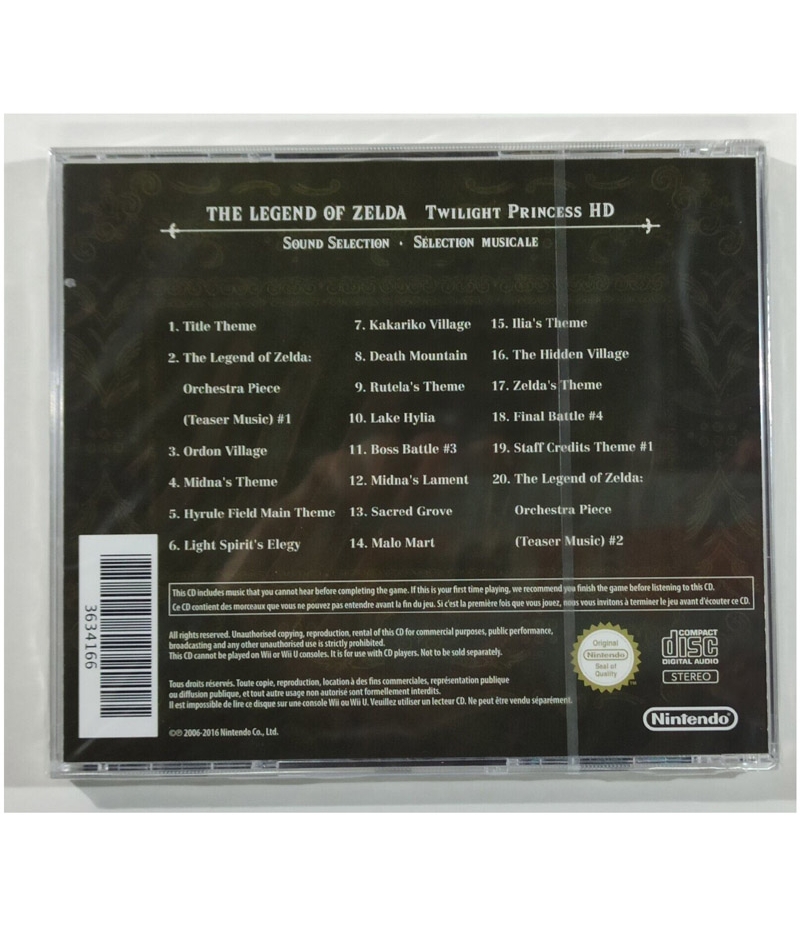 THE LEGEND OF ZELDA TWILIGHT PRINCESS HD
SOUND SELECTION · SÉLECTION MUSICALE
1. Title Theme
2. The Legend of Zelda:
Orchestra Piece
(Teaser Music) #1
3. Ordon Village
4. Midna's Theme
5. Hyrule Field Main Theme
6. Light Spirit's Elegy
7. Kakariko Village
8. Death Mountain
9. Rutela's Theme
10. Lake Hylia
11. Boss Battle #3
12. Midna's Lament
13. Sacred Grove
14. Malo Mart
15. Ilia's Theme
16. The Hidden Village
17. Zelda's Theme
18. Final Battle #4
19. Staff Credits Theme #1
20. The Legend of Zelda:
Orchestra Piece
(Teaser Music) #2
This CD includes music that you cannot hear before completing the game. If this is your first time playing, we recommend you finish the game before listening to this CD.
Ce CD contient des morceaux que vous ne pouvez pas entendre avant la fin du jeu. Si c'est la première fois que vous jouez, nous vous invitons à terminer le jeu avant d'écouter ce CD.
3634166
All rights reserved. Unauthorised copying, reproduction, rental of this CD for commercial purposes, public performance,
broadcasting and any other unauthorised use is strictly prohibited.
This CD cannot be played on Wii or Wii U consoles. It is for use with CD players. Not to be sold separately.
Tous droits réservés. Toute copie, reproduction, location à des fins commerciales, représentation publique
ou diffusion publique, et tout autre usage non autorisé sont formellement interdits.
Il est impossible de lire ce disque sur une console Wii ou Wii U. Veuillez utiliser un lecteur CD. Ne peut être vendu séparément.
©℗ 2006-2016 Nintendo Co., Ltd.
Original
Nintendo
Seal of
Quality
TM
COMPACT
disc
DIGITAL AUDIO
STEREO
Nintendo